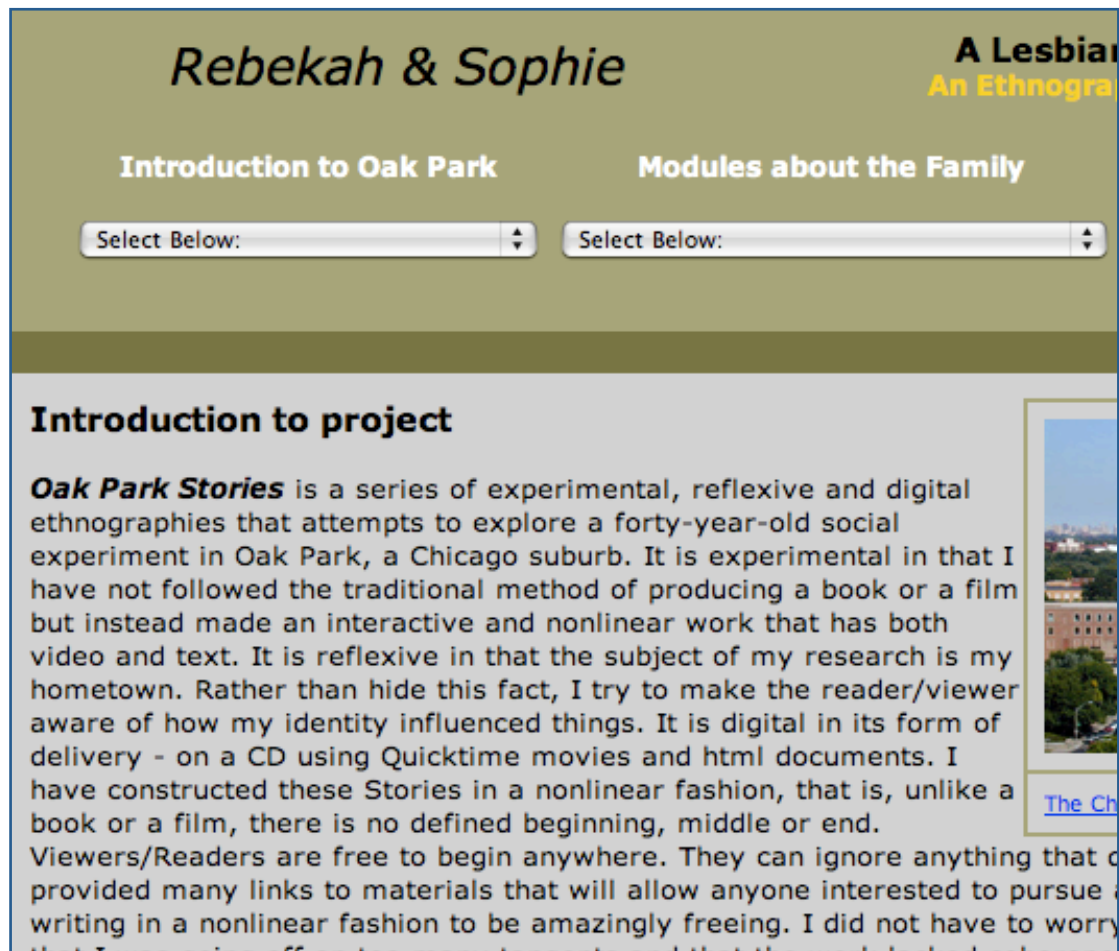 Rebekah & Sophie
A Lesbian
An Ethnogra
Introduction to Oak Park
Modules about the Family
Select Below:
Select Below:
Introduction to project
Oak Park Stories is a series of experimental, reflexive and digital
ethnographies that attempts to explore a forty-year-old social
experiment in Oak Park, a Chicago suburb. It is experimental in that I
have not followed the traditional method of producing a book or a film
but instead made an interactive and nonlinear work that has both
video and text. It is reflexive in that the subject of my research is my
hometown. Rather than hide this fact, I try to make the reader/viewer
aware of how my identity influenced things. It is digital in its form of
delivery - on a CD using Quicktime movies and html documents. I
have constructed these Stories in a nonlinear fashion, that is, unlike a
book or a film, there is no defined beginning, middle or end.
The Ch
Viewers/Readers are free to begin anywhere. They can ignore anything that
provided many links to materials that will allow anyone interested to pursue
writing in a nonlinear fashion to be amazingly freeing. I did not have to worry